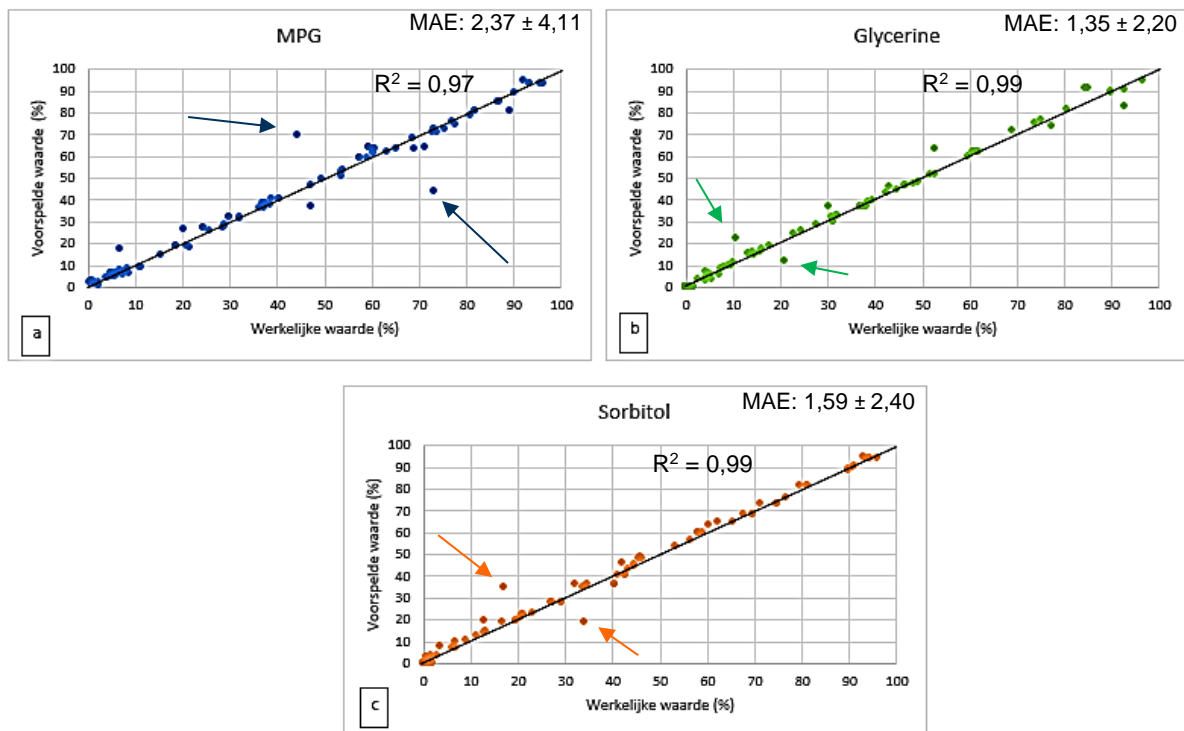 MAE: 2,37 ± 4,11
MPG
R² = 0,97
Voorspelde waarde (%)
100
90
80
70
60
50
40
30
20
10
0
0 10 20 30 40 50 60 70 80 90 100
Werkelijke waarde (%)
a
MAE: 1,35 ± 2,20
Glycerine
R² = 0,99
Voorspelde waarde (%)
100
90
80
70
60
50
40
30
20
10
0
0 10 20 30 40 50 60 70 80 90 100
Werkelijke waarde (%)
b
MAE: 1,59 ± 2,40
Sorbitol
R² = 0,99
Voorspelde waarde (%)
100
90
80
70
60
50
40
30
20
10
0
0 10 20 30 40 50 60 70 80 90 100
Werkelijke waarde (%)
c